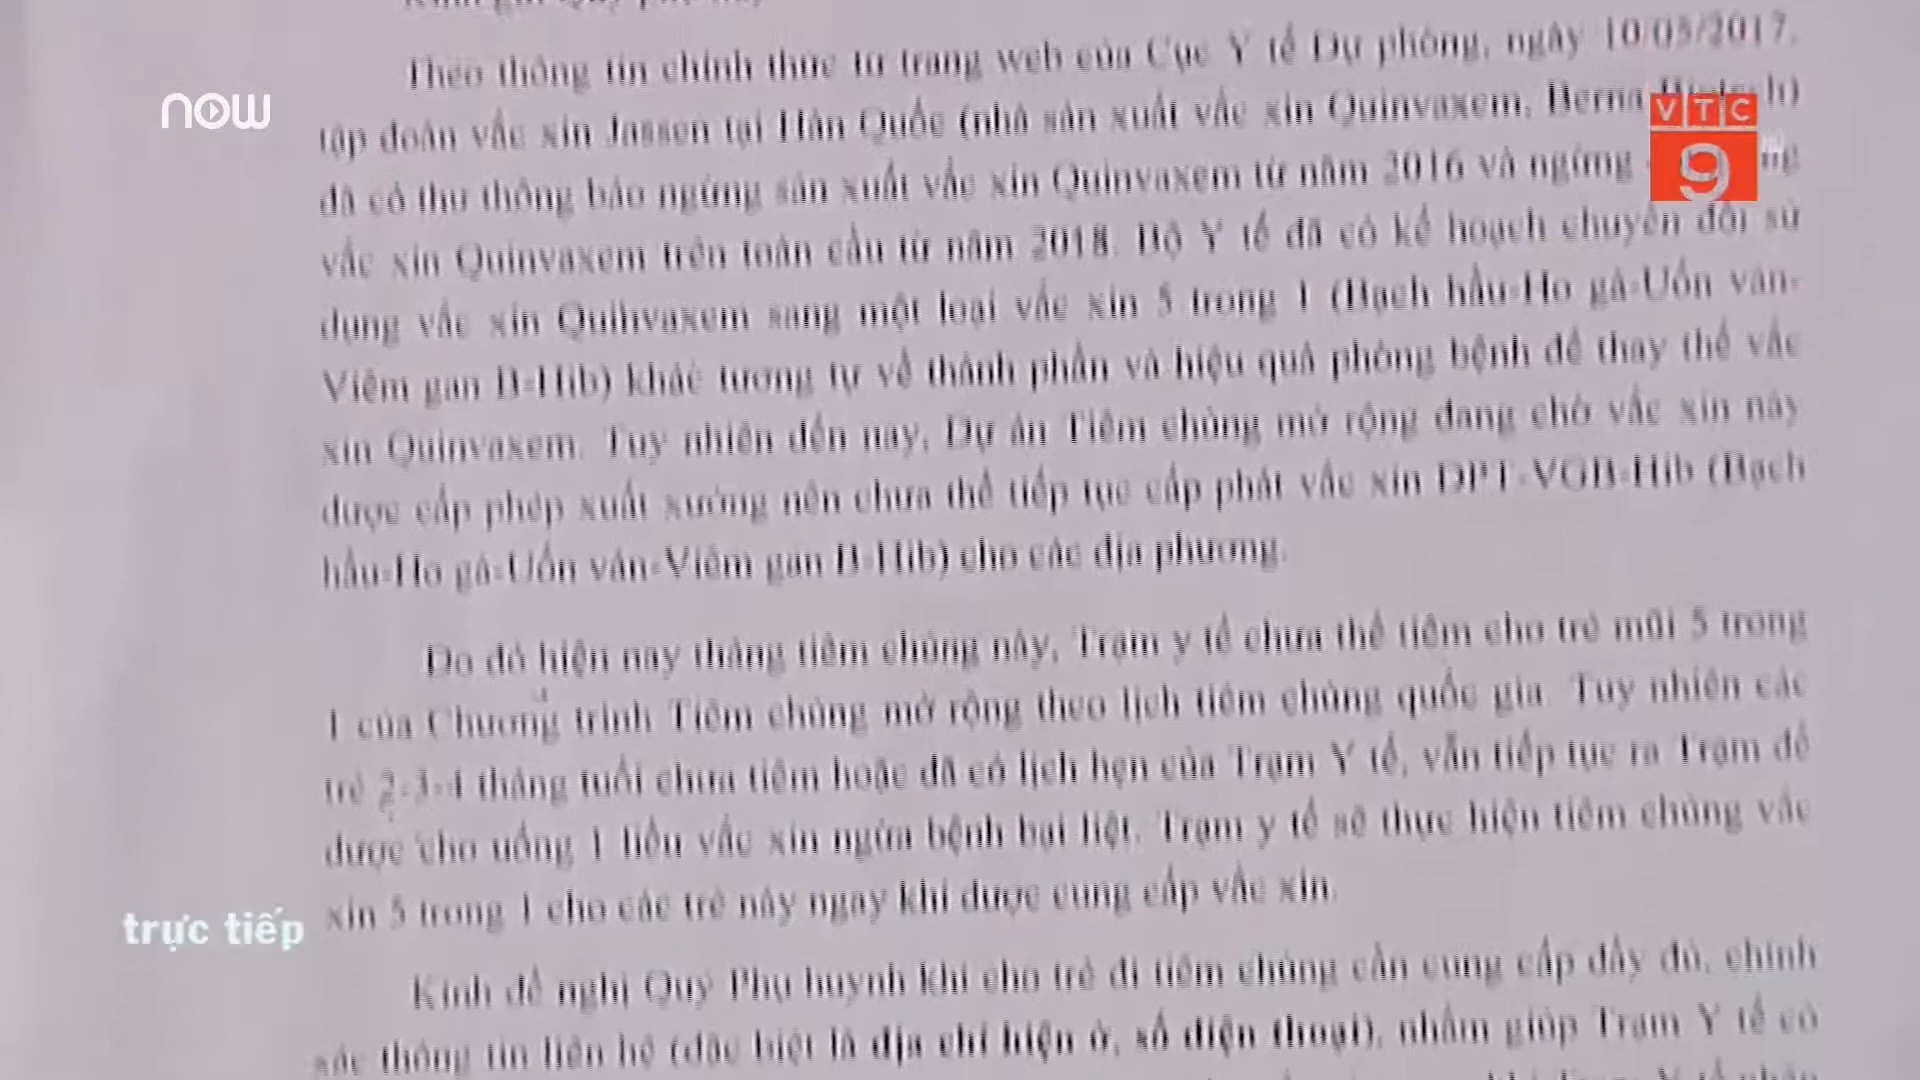 Theo thông tin chính thức từ trang web của Cục Y tế Dự phòng, ngày 10/05/2017,
now
tập đoàn vắc xin Jassen tại Hàn Quốc (nhà sản xuất vắc xin Quinvaxem, Berna
VTC
9
đã có thư thông báo ngừng sản xuất vắc xin Quinvaxem từ năm 2016 và ngừng
vắc xin Quinvaxem trên toàn cầu từ năm 2018. Bộ Y tế đã có kế hoạch chuyển đổi sử
dụng vắc xin Quinvaxem sang một loại vắc xin 5 trong 1 (Bạch hầu-Ho gà-Uốn ván-
Viêm gan B-Hib) khác tương tự về thành phần và hiệu quả phòng bệnh để thay thế vắc
xin Quinvaxem. Tuy nhiên đến nay, Dự án Tiêm chủng mở rộng đang chờ vắc xin này
được cấp phép xuất xưởng nên chưa thể tiếp tục cấp phát vắc xin DPT-VGB-Hib (Bạch
hầu-Ho gà-Uốn ván-Viêm gan B-Hib) cho các địa phương.
Do đó hiện nay tháng tiêm chủng này, Trạm y tế chưa thể tiêm cho trẻ mũi 5 trong
1 của Chương trình Tiêm chủng mở rộng theo lịch tiêm chủng quốc gia. Tuy nhiên các
trẻ 2-3-4 tháng tuổi chưa tiêm hoặc đã có lịch hẹn của Trạm Y tế, vẫn tiếp tục ra Trạm để
được cho uống 1 liều vắc xin ngừa bệnh bại liệt. Trạm y tế sẽ thực hiện tiêm chủng vắc
xin 5 trong 1 cho các trẻ này ngay khi được cung cấp vắc xin.
trực tiếp
Kính đề nghị Quý Phụ huynh khi cho trẻ đi tiêm chủng cần cung cấp đầy đủ, chính
xác thông tin liên hệ (đặc biệt là địa chỉ hiện ở, số điện thoại), nhằm giúp Trạm Y tế có